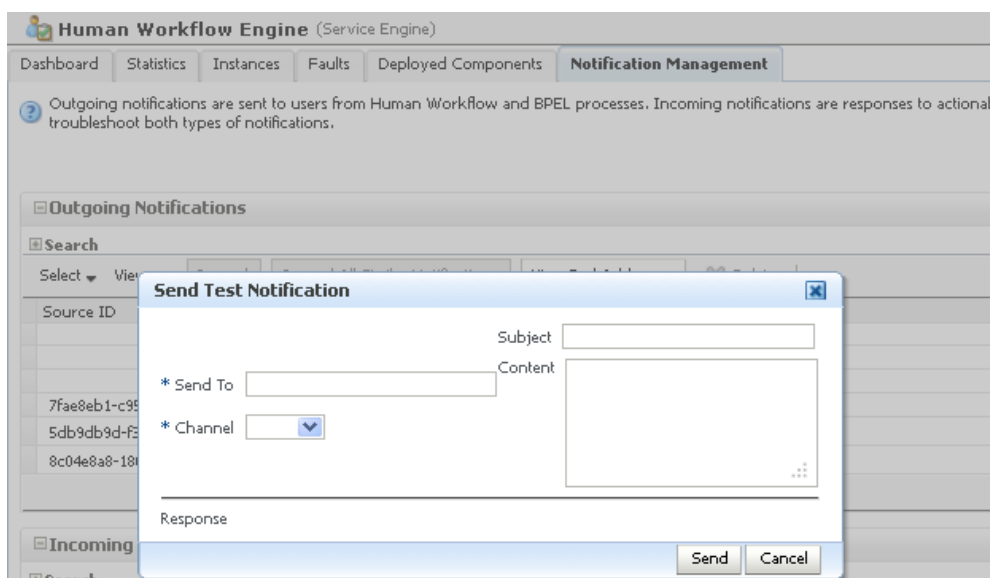 Human Workflow Engine (Service Engine)
Dashboard Statistics Instances Faults Deployed Components Notification Management
Outgoing notifications are sent to users from Human Workflow and BPEL processes. Incoming notifications are responses to actional
troubleshoot both types of notifications.
Outgoing Notifications
Search
Select
Send Test Notification
Source ID
Subject
Content
* Send To
7fae8eb1-c95
* Channel
5db9db9d-f3
8c04e8a8-18
Response
Incoming
Send Cancel